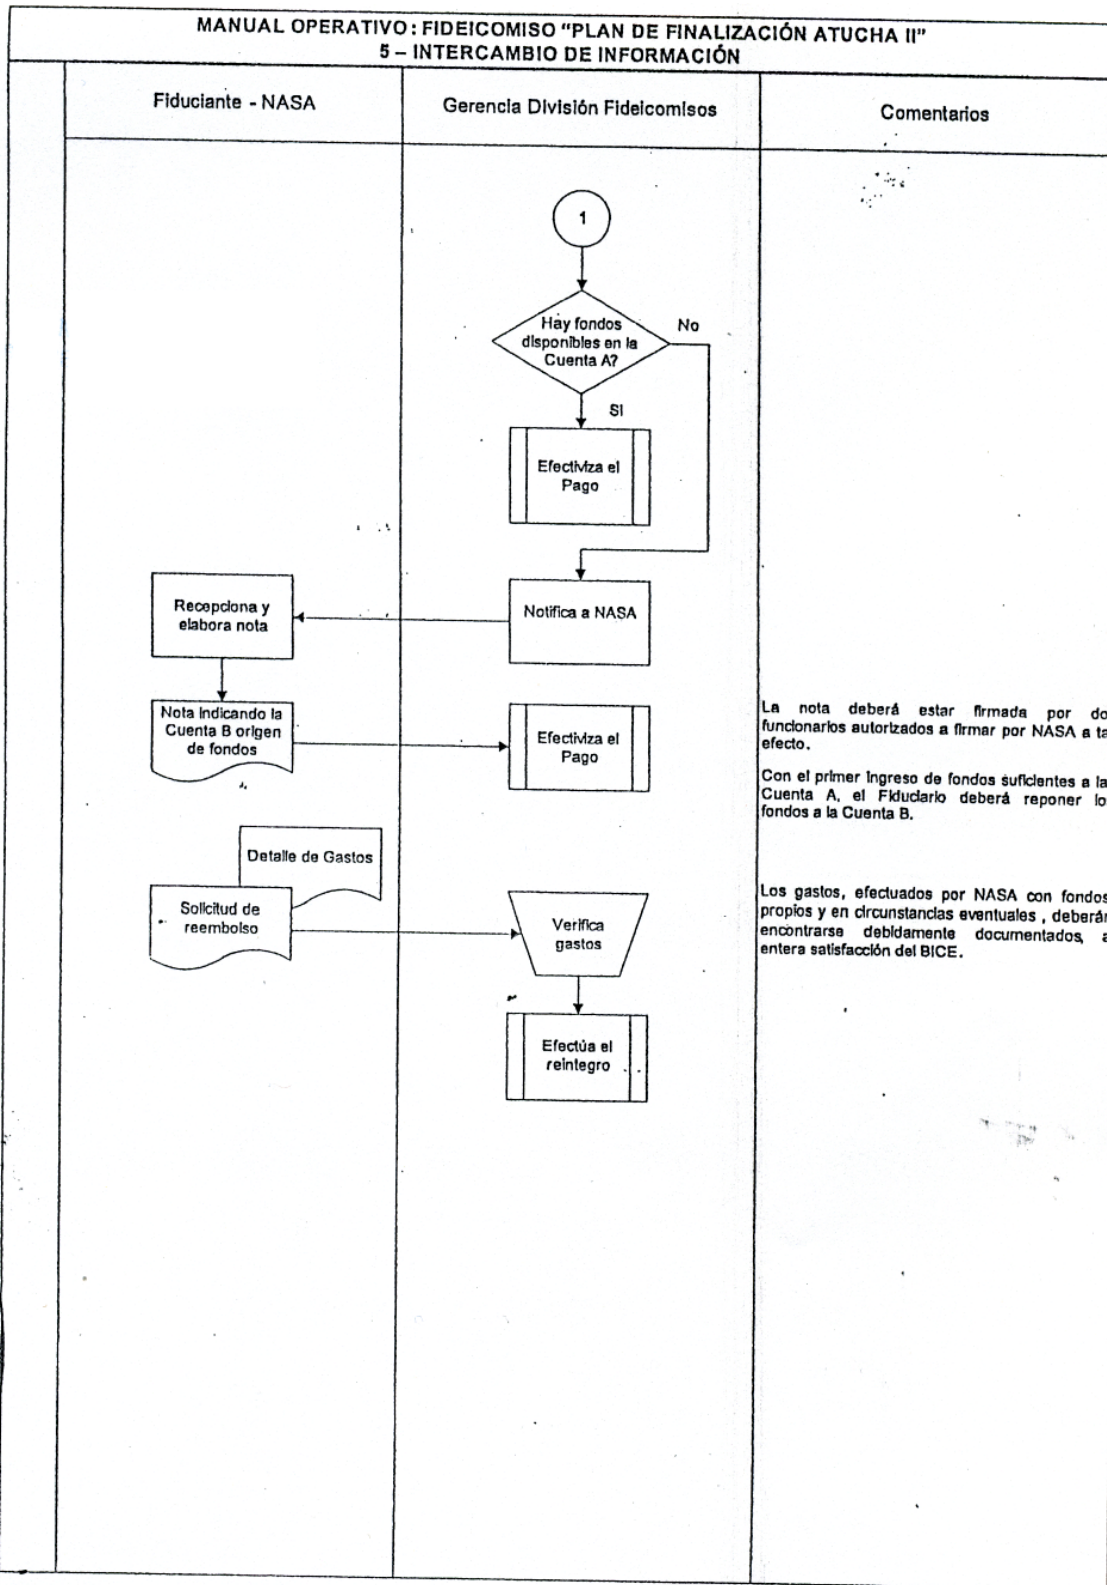 MANUAL OPERATIVO: FIDEICOMISO "PLAN DE FINALIZACIÓN ATUCHA II"
5 – INTERCAMBIO DE INFORMACIÓN
Fiduciante - NASA
Gerencia División Fideicomisos
Comentarios
1
Hay fondos
disponibles en la
Cuenta A?
No
SI
Efectiviza el
Pago
Notifica a NASA
Recepciona y
elabora nota
Nota indicando la
Cuenta B origen
de fondos
Efectiviza el
Pago
La nota deberá estar firmada por do
funcionarios autorizados a firmar por NASA a ta
efecto.
Con el primer ingreso de fondos suficientes a la
Cuenta A, el Fiduciario deberá reponer lo
fondos a la Cuenta B.
Detalle de Gastos
Solicitud de
reembolso
Verifica
gastos
Los gastos, efectuados por NASA con fondos
propios y en circunstancias eventuales , deberán
encontrarse debidamente documentados, a
entera satisfacción del BICE.
Efectúa el
reintegro